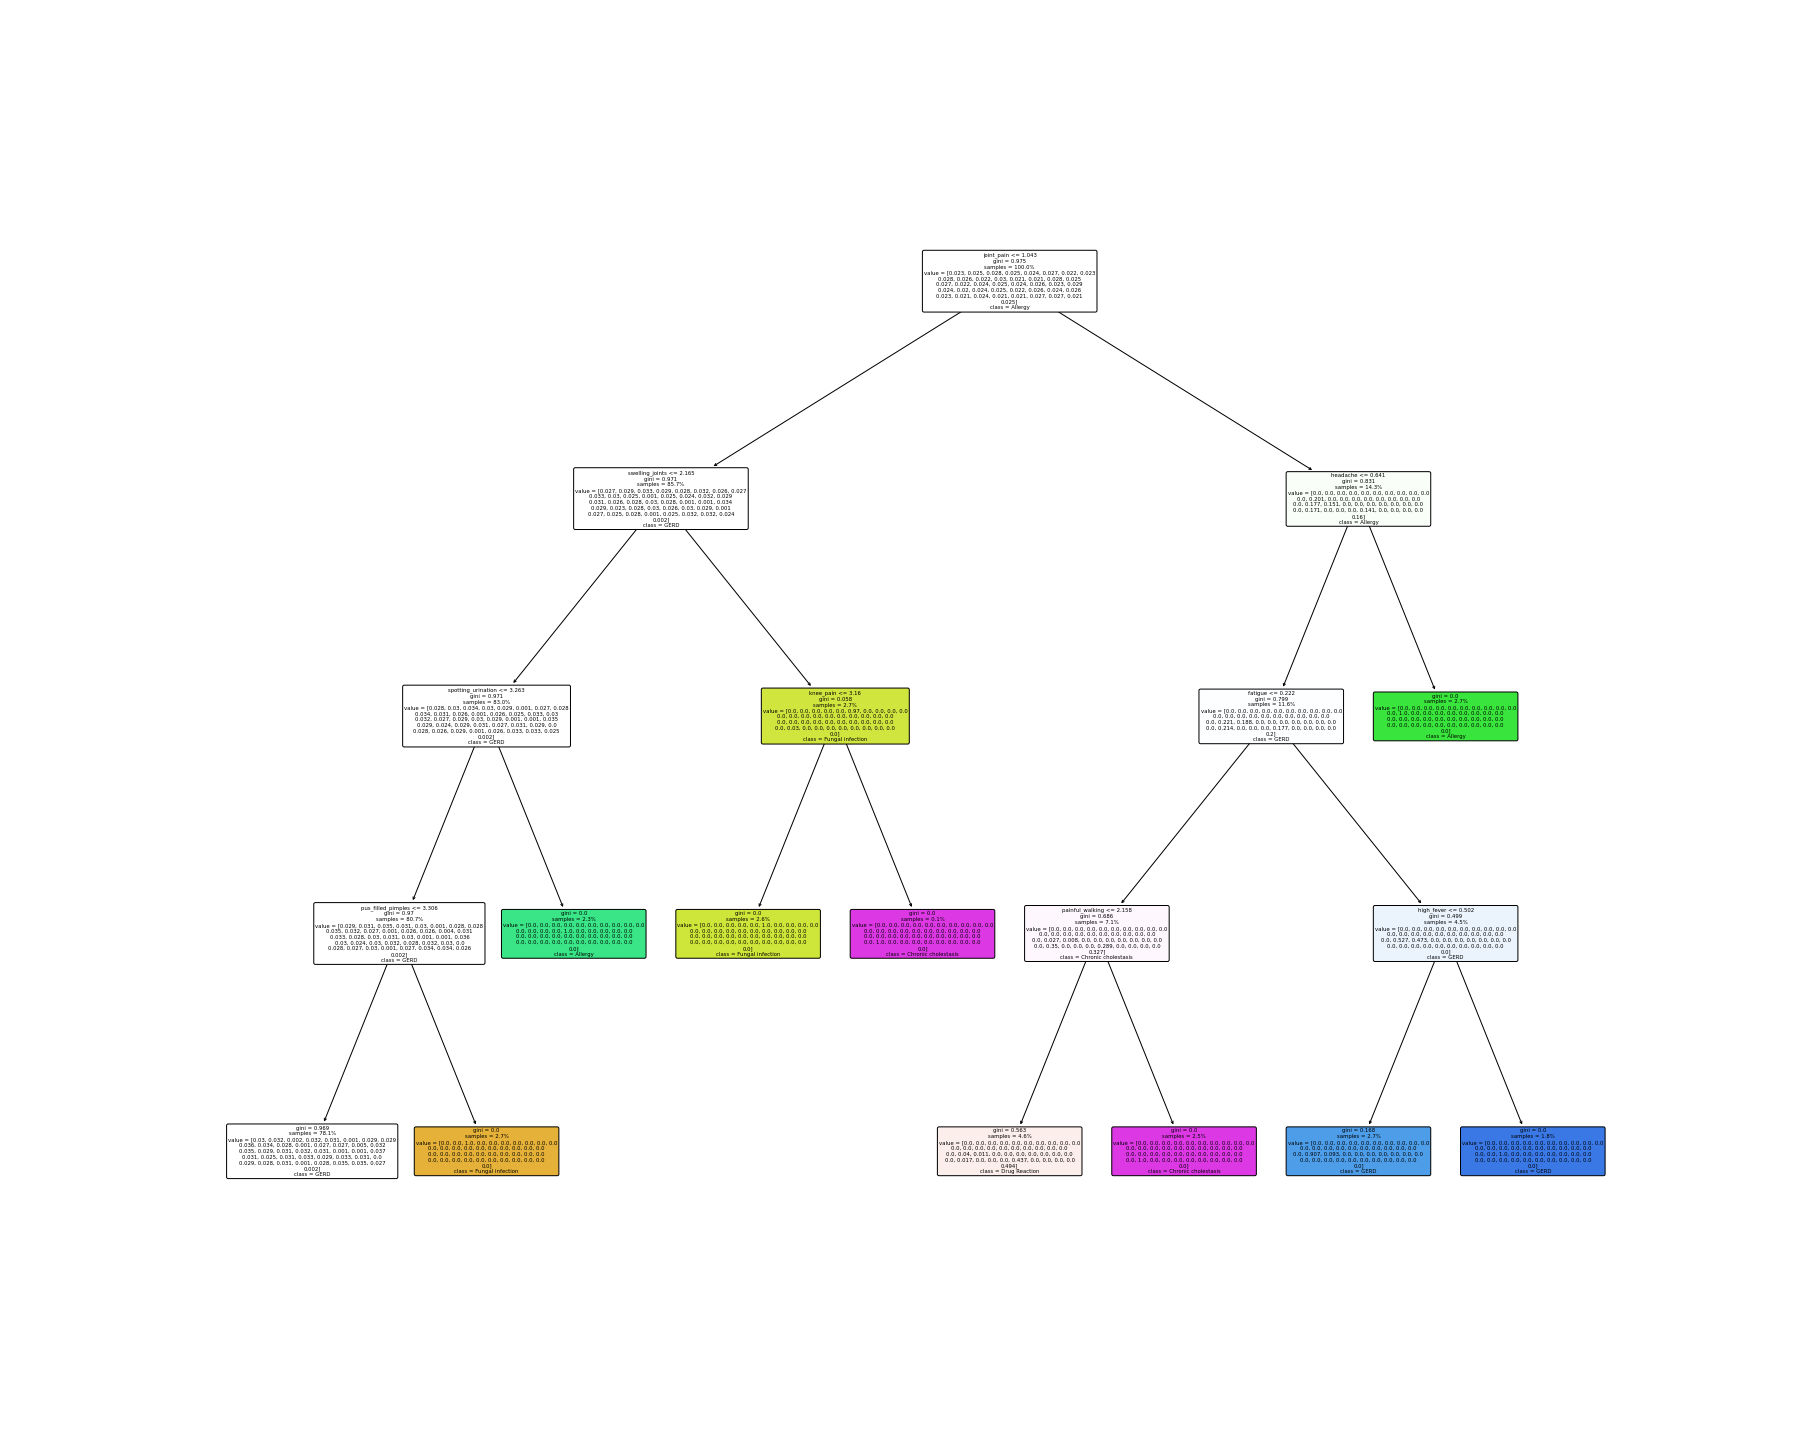 joint_pain <= 1.043
gini = 0.975
samples = 100.0%
value = [0.023, 0.025, 0.028, 0.025, 0.024, 0.027, 0.022, 0.023
0.028, 0.026, 0.022, 0.03, 0.021, 0.021, 0.028, 0.025
0.027, 0.022, 0.024, 0.025, 0.024, 0.026, 0.023, 0.029
0.024, 0.02, 0.024, 0.025, 0.022, 0.026, 0.024, 0.026
0.023, 0.021, 0.024, 0.021, 0.021, 0.027, 0.027, 0.021
0.025]
class = Allergy
swelling_joints <= 2.165
gini = 0.971
samples = 85.7%
value = [0.027, 0.029, 0.033, 0.029, 0.028, 0.032, 0.026, 0.027
0.033, 0.03, 0.025, 0.001, 0.025, 0.024, 0.032, 0.029
0.031, 0.026, 0.028, 0.03, 0.028, 0.001, 0.001, 0.034
0.029, 0.023, 0.028, 0.03, 0.026, 0.03, 0.029, 0.001
0.027, 0.025, 0.028, 0.001, 0.025, 0.032, 0.032, 0.024
0.002]
class = GERD
headache <= 0.641
gini = 0.831
samples = 14.3%
value = [0.0, 0.0, 0.0, 0.0, 0.0, 0.0, 0.0, 0.0, 0.0, 0.0
0.0, 0.201, 0.0, 0.0, 0.0, 0.0, 0.0, 0.0, 0.0, 0.0
0.0, 0.177, 0.151, 0.0, 0.0, 0.0, 0.0, 0.0, 0.0, 0.0
0.0, 0.171, 0.0, 0.0, 0.0, 0.141, 0.0, 0.0, 0.0, 0.0
0.16]
class = Allergy
spotting_urination <= 3.263
gini = 0.971
samples = 83.0%
value = [0.028, 0.03, 0.034, 0.03, 0.029, 0.001, 0.027, 0.028
0.034, 0.031, 0.026, 0.001, 0.026, 0.025, 0.033, 0.03
0.032, 0.027, 0.029, 0.03, 0.029, 0.001, 0.001, 0.035
0.029, 0.024, 0.029, 0.031, 0.027, 0.031, 0.029, 0.0
0.028, 0.026, 0.029, 0.001, 0.026, 0.033, 0.033, 0.025
0.002]
class = GERD
knee_pain <= 3.16
gini = 0.058
samples = 2.7%
value = [0.0, 0.0, 0.0, 0.0, 0.0, 0.97, 0.0, 0.0, 0.0, 0.0
0.0, 0.0, 0.0, 0.0, 0.0, 0.0, 0.0, 0.0, 0.0, 0.0
0.0, 0.0, 0.0, 0.0, 0.0, 0.0, 0.0, 0.0, 0.0, 0.0
0.0, 0.03, 0.0, 0.0, 0.0, 0.0, 0.0, 0.0, 0.0, 0.0
0.0]
class = Fungal infection
fatigue <= 0.222
gini = 0.799
samples = 11.6%
value = [0.0, 0.0, 0.0, 0.0, 0.0, 0.0, 0.0, 0.0, 0.0, 0.0
0.0, 0.0, 0.0, 0.0, 0.0, 0.0, 0.0, 0.0, 0.0, 0.0
0.0, 0.221, 0.188, 0.0, 0.0, 0.0, 0.0, 0.0, 0.0, 0.0
0.0, 0.214, 0.0, 0.0, 0.0, 0.177, 0.0, 0.0, 0.0, 0.0
0.2]
class = GERD
gini = 0.0
samples = 2.7%
value = [0.0, 0.0, 0.0, 0.0, 0.0, 0.0, 0.0, 0.0, 0.0, 0.0
0.0, 1.0, 0.0, 0.0, 0.0, 0.0, 0.0, 0.0, 0.0, 0.0
0.0, 0.0, 0.0, 0.0, 0.0, 0.0, 0.0, 0.0, 0.0, 0.0
0.0, 0.0, 0.0, 0.0, 0.0, 0.0, 0.0, 0.0, 0.0, 0.0
0.0]
class = Allergy
pus_filled_pimples <= 3.306
gini = 0.97
samples = 80.7%
value = [0.029, 0.031, 0.035, 0.031, 0.03, 0.001, 0.028, 0.028
0.035, 0.032, 0.027, 0.001, 0.026, 0.026, 0.004, 0.031
0.033, 0.028, 0.03, 0.031, 0.03, 0.001, 0.001, 0.036
0.03, 0.024, 0.03, 0.032, 0.028, 0.032, 0.03, 0.0
0.028, 0.027, 0.03, 0.001, 0.027, 0.034, 0.034, 0.026
0.002]
class = GERD
gini = 0.0
samples = 2.3%
value = [0.0, 0.0, 0.0, 0.0, 0.0, 0.0, 0.0, 0.0, 0.0, 0.0
0.0, 0.0, 0.0, 0.0, 1.0, 0.0, 0.0, 0.0, 0.0, 0.0
0.0, 0.0, 0.0, 0.0, 0.0, 0.0, 0.0, 0.0, 0.0, 0.0
0.0, 0.0, 0.0, 0.0, 0.0, 0.0, 0.0, 0.0, 0.0, 0.0
0.0]
class = Allergy
gini = 0.0
samples = 2.6%
value = [0.0, 0.0, 0.0, 0.0, 0.0, 1.0, 0.0, 0.0, 0.0, 0.0
0.0, 0.0, 0.0, 0.0, 0.0, 0.0, 0.0, 0.0, 0.0, 0.0
0.0, 0.0, 0.0, 0.0, 0.0, 0.0, 0.0, 0.0, 0.0, 0.0
0.0, 0.0, 0.0, 0.0, 0.0, 0.0, 0.0, 0.0, 0.0, 0.0
0.0]
class = Fungal infection
gini = 0.0
samples = 0.1%
value = [0.0, 0.0, 0.0, 0.0, 0.0, 0.0, 0.0, 0.0, 0.0, 0.0
0.0, 0.0, 0.0, 0.0, 0.0, 0.0, 0.0, 0.0, 0.0, 0.0
0.0, 0.0, 0.0, 0.0, 0.0, 0.0, 0.0, 0.0, 0.0, 0.0
0.0, 1.0, 0.0, 0.0, 0.0, 0.0, 0.0, 0.0, 0.0, 0.0
0.0]
class = Chronic cholestasis
painful_walking <= 2.158
gini = 0.686
samples = 7.1%
value = [0.0, 0.0, 0.0, 0.0, 0.0, 0.0, 0.0, 0.0, 0.0, 0.0
0.0, 0.0, 0.0, 0.0, 0.0, 0.0, 0.0, 0.0, 0.0, 0.0
0.0, 0.027, 0.008, 0.0, 0.0, 0.0, 0.0, 0.0, 0.0, 0.0
0.0, 0.35, 0.0, 0.0, 0.0, 0.289, 0.0, 0.0, 0.0, 0.0
0.327]
class = Chronic cholestasis
high_fever <= 0.502
gini = 0.499
samples = 4.5%
value = [0.0, 0.0, 0.0, 0.0, 0.0, 0.0, 0.0, 0.0, 0.0, 0.0
0.0, 0.0, 0.0, 0.0, 0.0, 0.0, 0.0, 0.0, 0.0, 0.0
0.0, 0.527, 0.473, 0.0, 0.0, 0.0, 0.0, 0.0, 0.0, 0.0
0.0, 0.0, 0.0, 0.0, 0.0, 0.0, 0.0, 0.0, 0.0, 0.0
0.0]
class = GERD
gini = 0.969
samples = 78.1%
value = [0.03, 0.032, 0.002, 0.032, 0.031, 0.001, 0.029, 0.029
0.036, 0.034, 0.028, 0.001, 0.027, 0.027, 0.005, 0.032
0.035, 0.029, 0.031, 0.032, 0.031, 0.001, 0.001, 0.037
0.031, 0.025, 0.031, 0.033, 0.029, 0.033, 0.031, 0.0
0.029, 0.028, 0.031, 0.001, 0.028, 0.035, 0.035, 0.027
0.002]
class = GERD
gini = 0.0
samples = 2.7%
value = [0.0, 0.0, 1.0, 0.0, 0.0, 0.0, 0.0, 0.0, 0.0, 0.0
0.0, 0.0, 0.0, 0.0, 0.0, 0.0, 0.0, 0.0, 0.0, 0.0
0.0, 0.0, 0.0, 0.0, 0.0, 0.0, 0.0, 0.0, 0.0, 0.0
0.0, 0.0, 0.0, 0.0, 0.0, 0.0, 0.0, 0.0, 0.0, 0.0
0.0]
class = Fungal infection
gini = 0.563
samples = 4.6%
value = [0.0, 0.0, 0.0, 0.0, 0.0, 0.0, 0.0, 0.0, 0.0, 0.0
0.0, 0.0, 0.0, 0.0, 0.0, 0.0, 0.0, 0.0, 0.0, 0.0
0.0, 0.04, 0.011, 0.0, 0.0, 0.0, 0.0, 0.0, 0.0, 0.0
0.0, 0.017, 0.0, 0.0, 0.0, 0.437, 0.0, 0.0, 0.0, 0.0
0.494]
class = Drug Reaction
gini = 0.0
samples = 2.5%
value = [0.0, 0.0, 0.0, 0.0, 0.0, 0.0, 0.0, 0.0, 0.0, 0.0
0.0, 0.0, 0.0, 0.0, 0.0, 0.0, 0.0, 0.0, 0.0, 0.0
0.0, 0.0, 0.0, 0.0, 0.0, 0.0, 0.0, 0.0, 0.0, 0.0
0.0, 1.0, 0.0, 0.0, 0.0, 0.0, 0.0, 0.0, 0.0, 0.0
0.0]
class = Chronic cholestasis
gini = 0.168
samples = 2.7%
value = [0.0, 0.0, 0.0, 0.0, 0.0, 0.0, 0.0, 0.0, 0.0, 0.0
0.0, 0.0, 0.0, 0.0, 0.0, 0.0, 0.0, 0.0, 0.0, 0.0
0.0, 0.907, 0.093, 0.0, 0.0, 0.0, 0.0, 0.0, 0.0, 0.0
0.0, 0.0, 0.0, 0.0, 0.0, 0.0, 0.0, 0.0, 0.0, 0.0
0.0]
class = GERD
gini = 0.0
samples = 1.8%
value = [0.0, 0.0, 0.0, 0.0, 0.0, 0.0, 0.0, 0.0, 0.0, 0.0
0.0, 0.0, 0.0, 0.0, 0.0, 0.0, 0.0, 0.0, 0.0, 0.0
0.0, 0.0, 1.0, 0.0, 0.0, 0.0, 0.0, 0.0, 0.0, 0.0
0.0, 0.0, 0.0, 0.0, 0.0, 0.0, 0.0, 0.0, 0.0, 0.0
0.0]
class = GERD